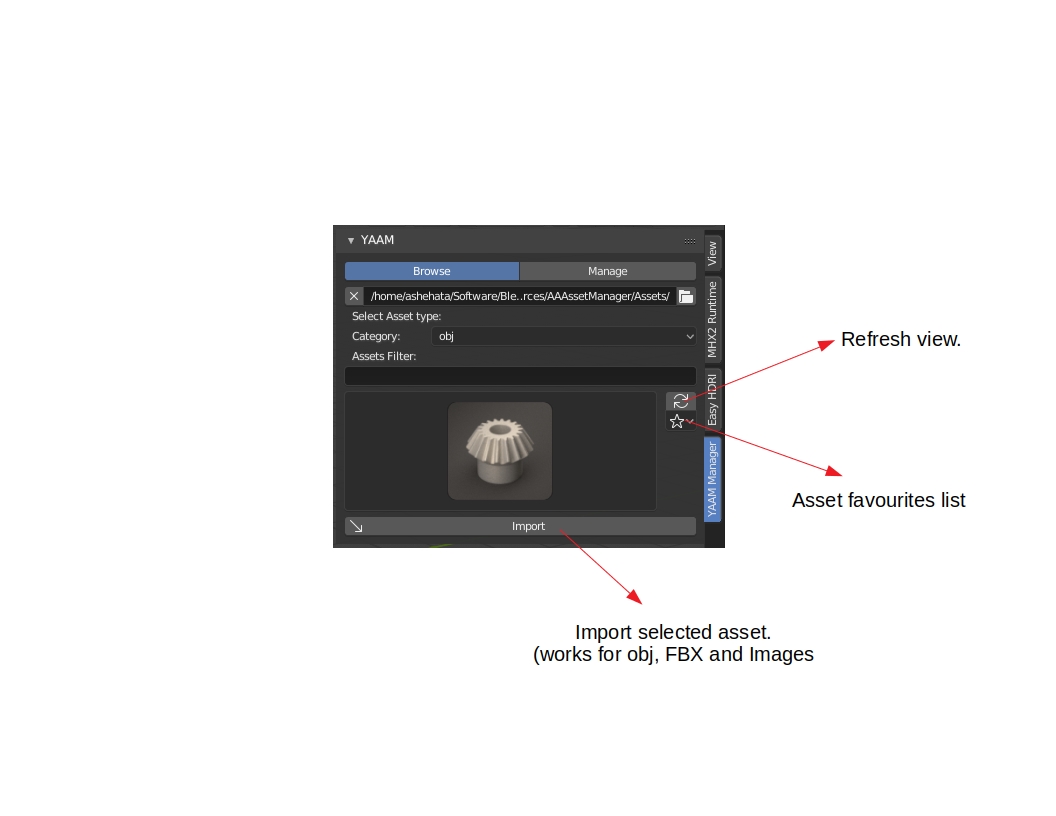 YAAM
Browse
Manage
/home/ashehata/Software/Ble..rces/AAAssetManager/Assets/
Select Asset type:
Category:
obj
Assets Filter:
Import
View
MHX2 Runtime
Easy HDRI
YAAM Manager
Refresh view.
Asset favourites list
Import selected asset.
(works for obj, FBX and Images